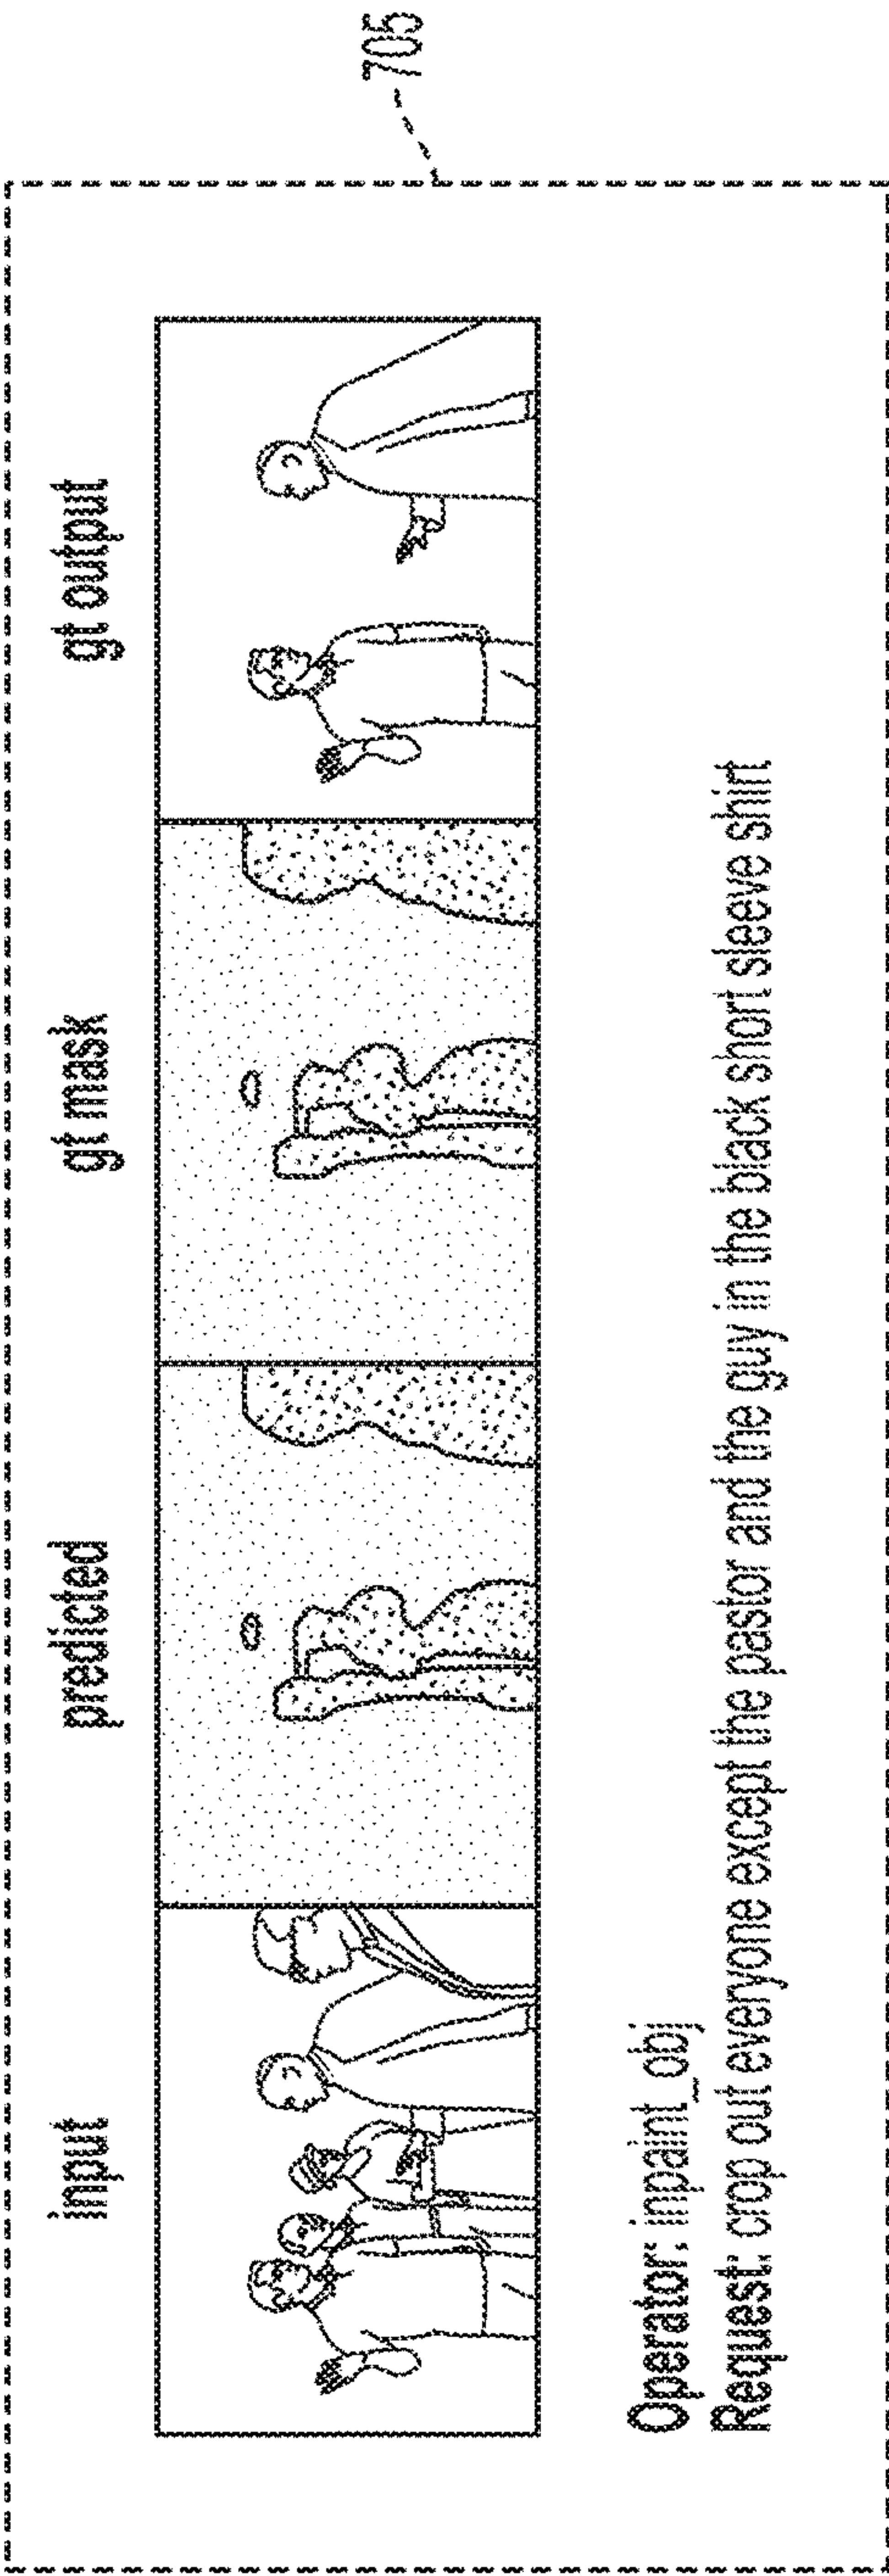 input predicted gt mask gt output
Operator: inpaint_obj
Request: crop out everyone except the pastor and the guy in the black short sleeve shirt
705